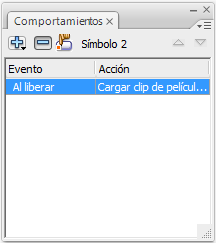 Comportamientos
Símbolo 2
Evento Acción
Al liberar Cargar clip de películ...